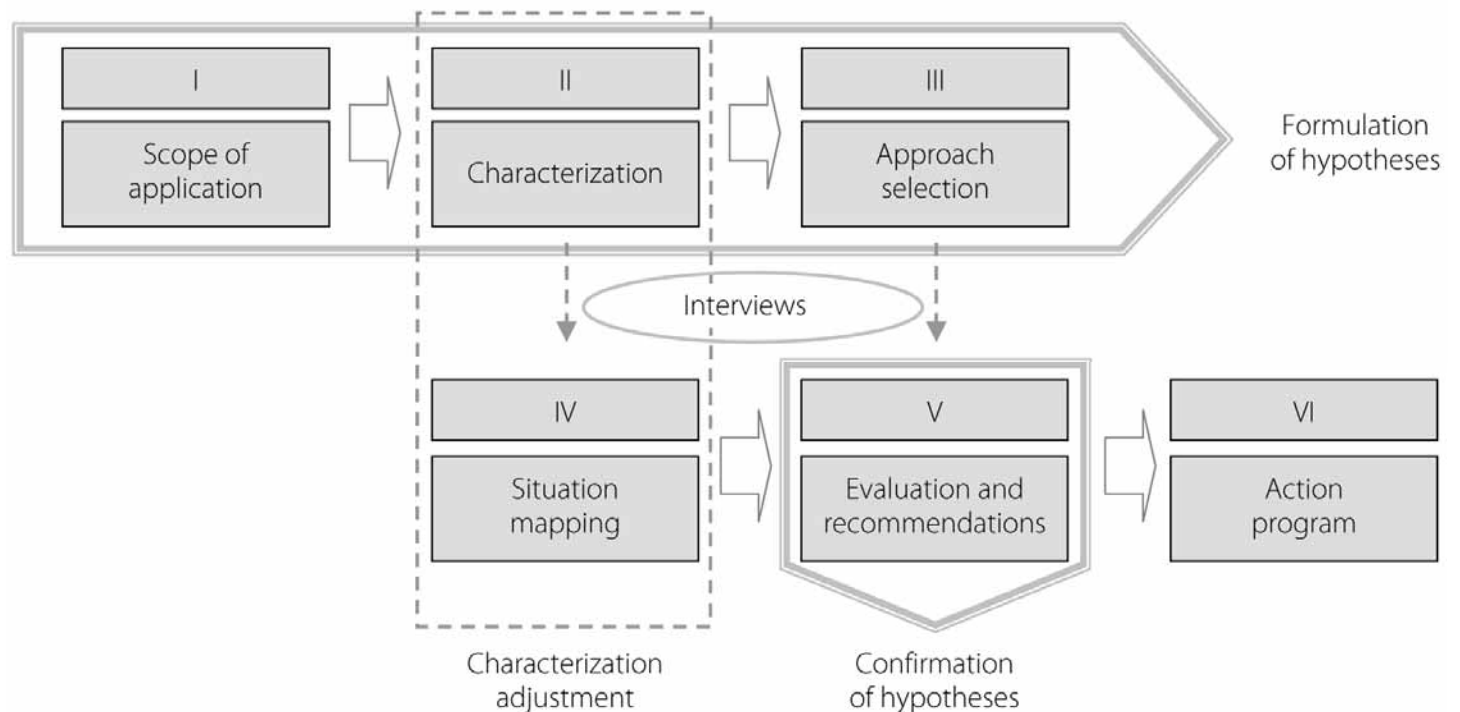 I
Scope of
application
II
Characterization
III
Approach
selection
Formulation
of hypotheses
Interviews
IV
Situation
mapping
V
Evaluation and
recommendations
VI
Action
program
Characterization
adjustment
Confirmation
of hypotheses